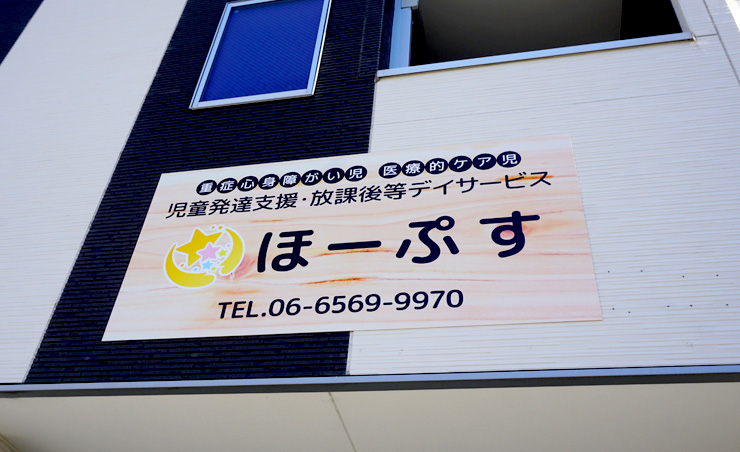 重症心身障がい児 医療的ケア児
児童発達支援・放課後等デイサービス
ほーぷす
TEL.06-6569-9970